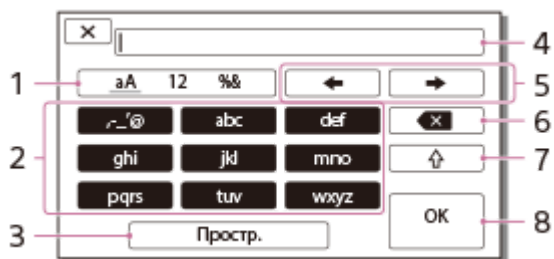 4
1 aA 12 %& 5
,-_'@ abc def 6
2 ghi jkl mno 7
pqrs tuv wxyz
3 Простр. OK 8